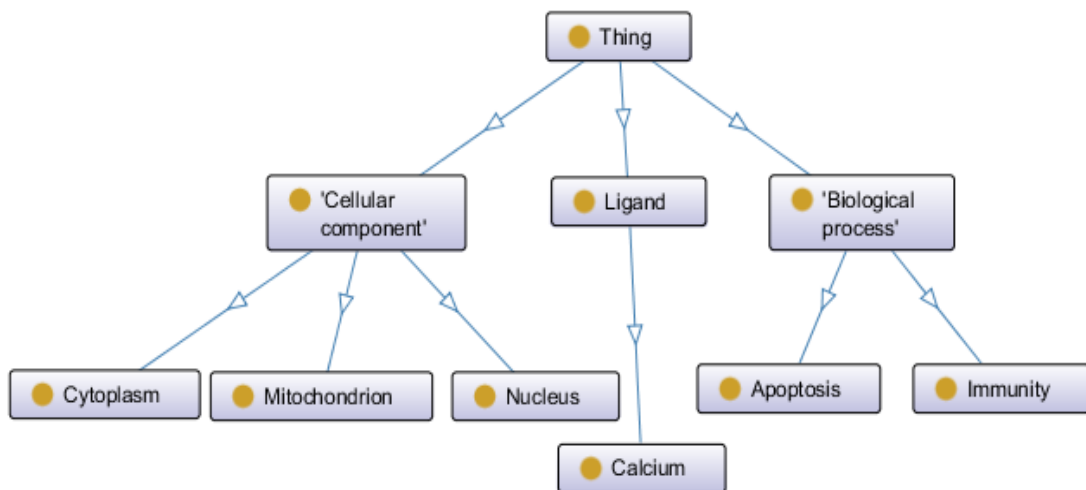 Thing
'Cellular
component'
Ligand
'Biological
process'
Cytoplasm
Mitochondrion
Nucleus
Apoptosis
Immunity
Calcium